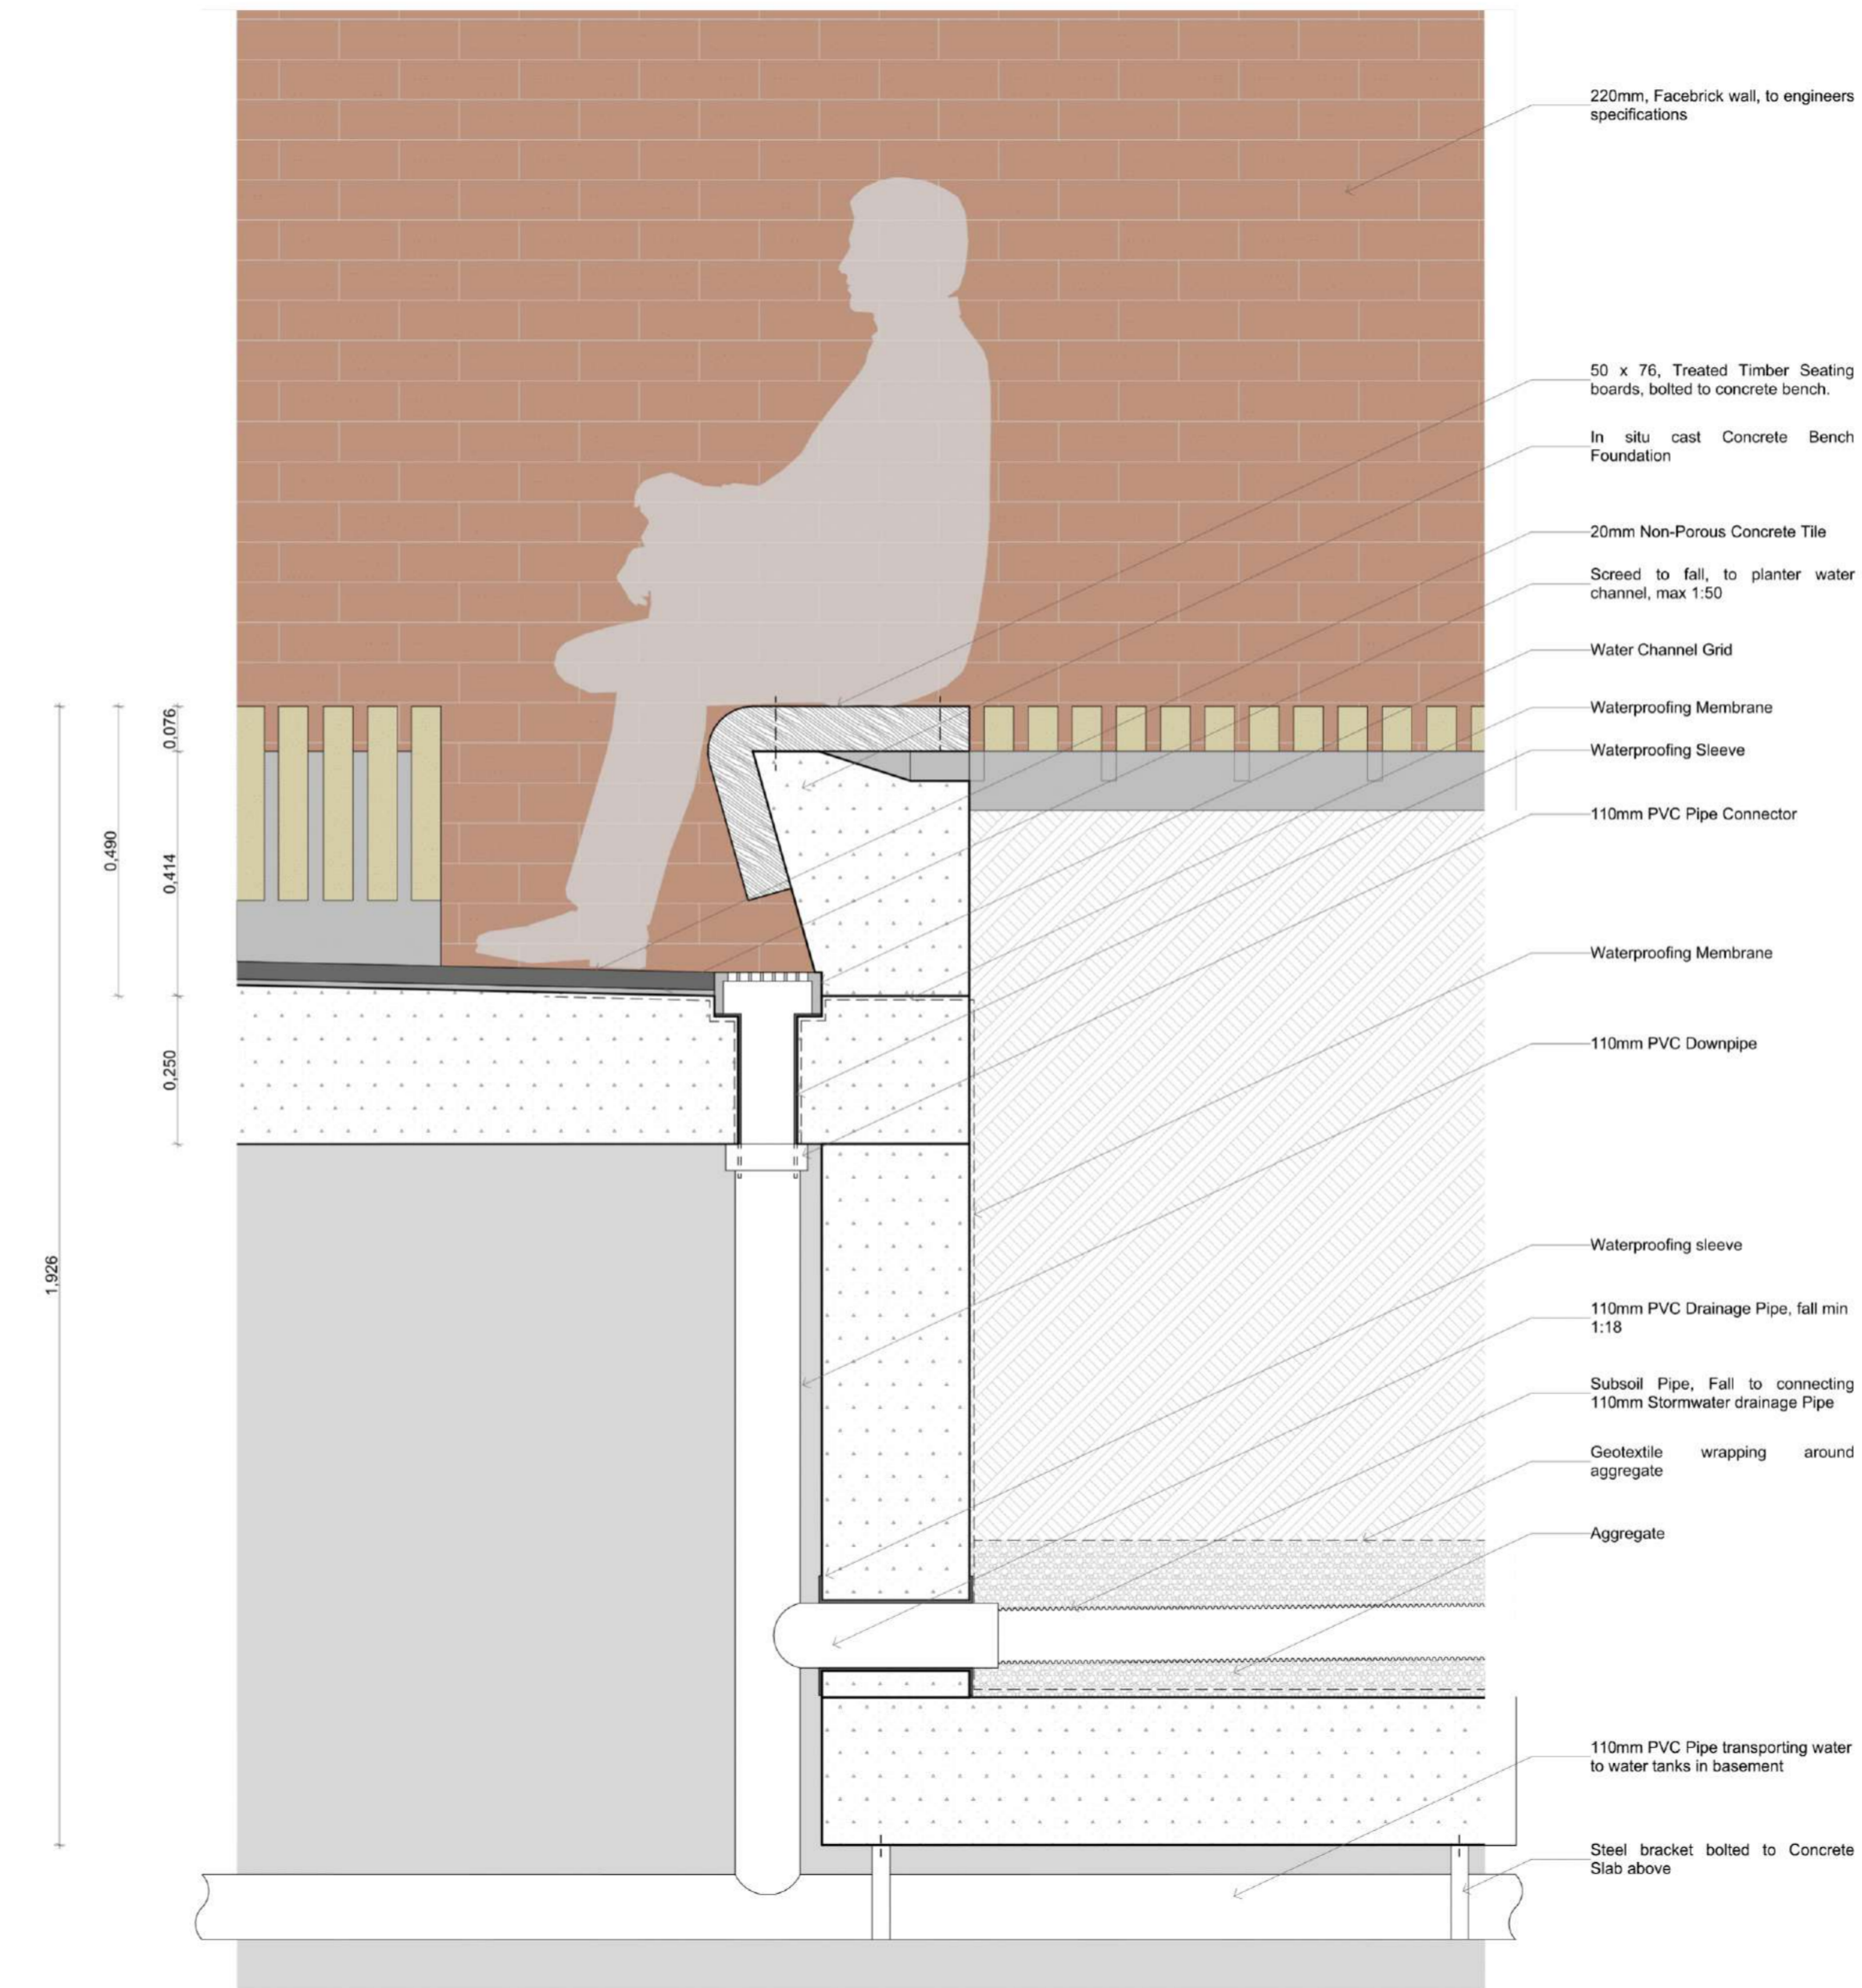 220mm, Facebrick wall, to engineers
specifications
50 x 76, Treated Timber Seating
boards, bolted to concrete bench.
In situ cast Concrete Bench
Foundation
20mm Non-Porous Concrete Tile
Screed to fall, to planter water
channel, max 1:50
Water Channel Grid
Waterproofing Membrane
Waterproofing Sleeve
110mm PVC Pipe Connector
Waterproofing Membrane
110mm PVC Downpipe
Waterproofing sleeve
110mm PVC Drainage Pipe, fall min
1:18
Subsoil Pipe, Fall to connecting
110mm Stormwater drainage Pipe
Geotextile wrapping around
aggregate
Aggregate
110mm PVC Pipe transporting water
to water tanks in basement
Steel bracket bolted to Concrete
Slab above
0,076
0,490
0,414
0,250
1,926